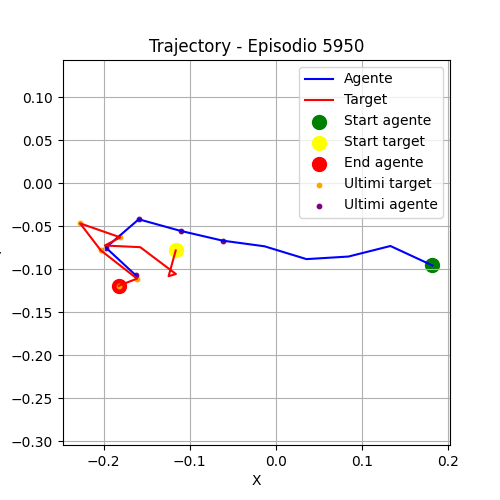 Trajectory - Episodio 5950
Agente
Target
Start agente
Start target
End agente
Ultimi target
Ultimi agente
0.10
0.05
0.00
−0.05
−0.10
−0.15
−0.20
−0.25
−0.30
−0.2
−0.1
0.0
0.1
0.2
X